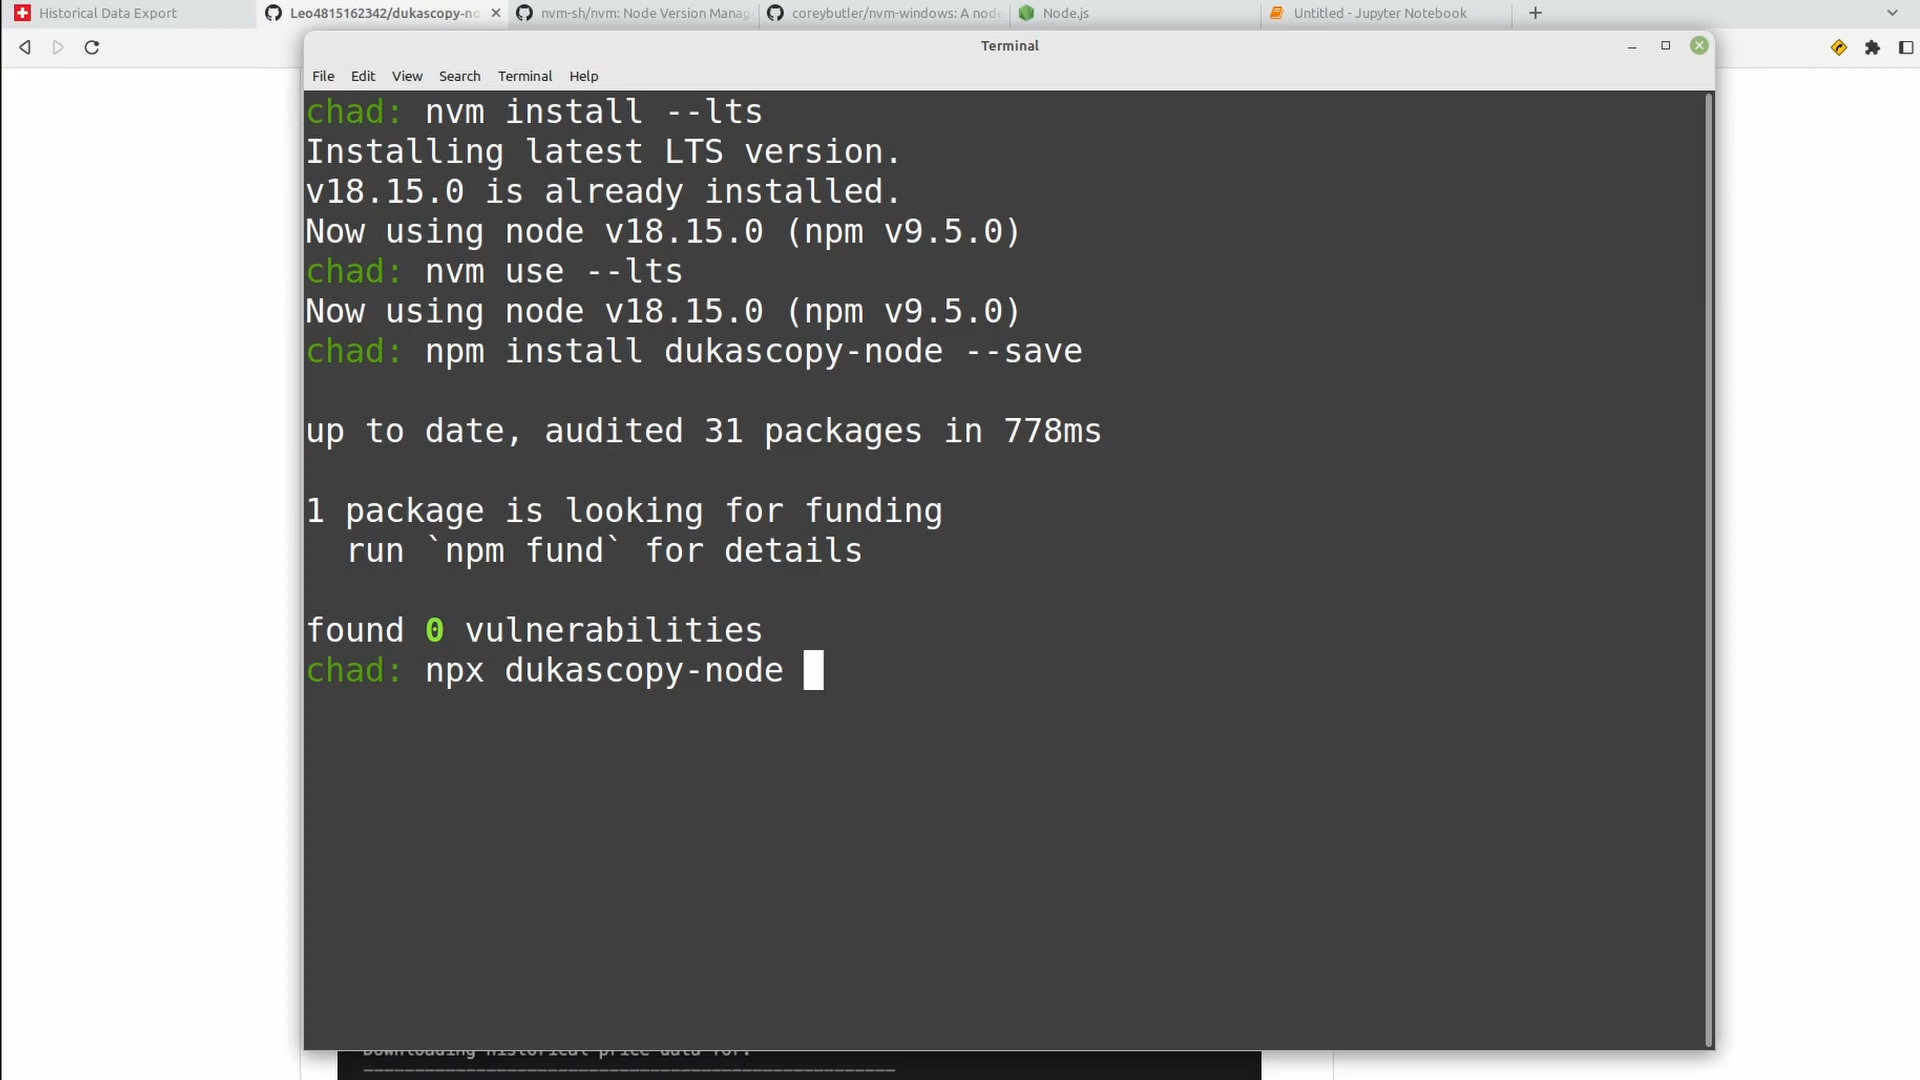 Historical Data Export
Leo4815162342/dukascopy-no
nvm-sh/nvm: Node Version Manag
coreybutler/nvm-windows: A node
Node.js
Untitled - Jupyter Notebook
Terminal
File Edit View Search Terminal Help
chad: nvm install --lts
Installing latest LTS version.
v18.15.0 is already installed.
Now using node v18.15.0 (npm v9.5.0)
chad: nvm use --lts
Now using node v18.15.0 (npm v9.5.0)
chad: npm install dukascopy-node --save
up to date, audited 31 packages in 778ms
1 package is looking for funding
run `npm fund` for details
found 0 vulnerabilities
chad: npx dukascopy-node
Downloading historical price data for: